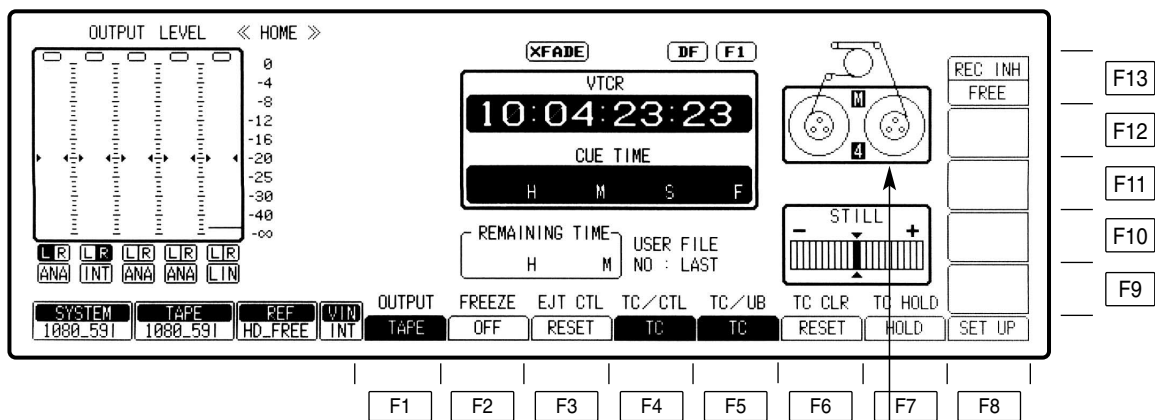 OUTPUT LEVEL
≪ HOME ≫
0
-4
-8
-12
-16
-20
-25
-30
-40
-∞
L R
L R
L R
L R
L R
ANA
INT
ANA
ANA
LIN
XFADE
DF
F1
VTCR
10:04:23:23
CUE TIME
H M S F
REMAINING TIME
H M
USER FILE
NO : LAST
M
4
STILL
- +
REC INH
FREE
SYSTEM
1080_59I
TAPE
1080_59I
REF
HD_FREE
VIN
INT
OUTPUT
TAPE
FREEZE
OFF
EJT CTL
RESET
TC/CTL
TC
TC/UB
TC
TC CLR
RESET
TC HOLD
HOLD
SET UP
F13
F12
F11
F10
F9
F1
F2
F3
F4
F5
F6
F7
F8